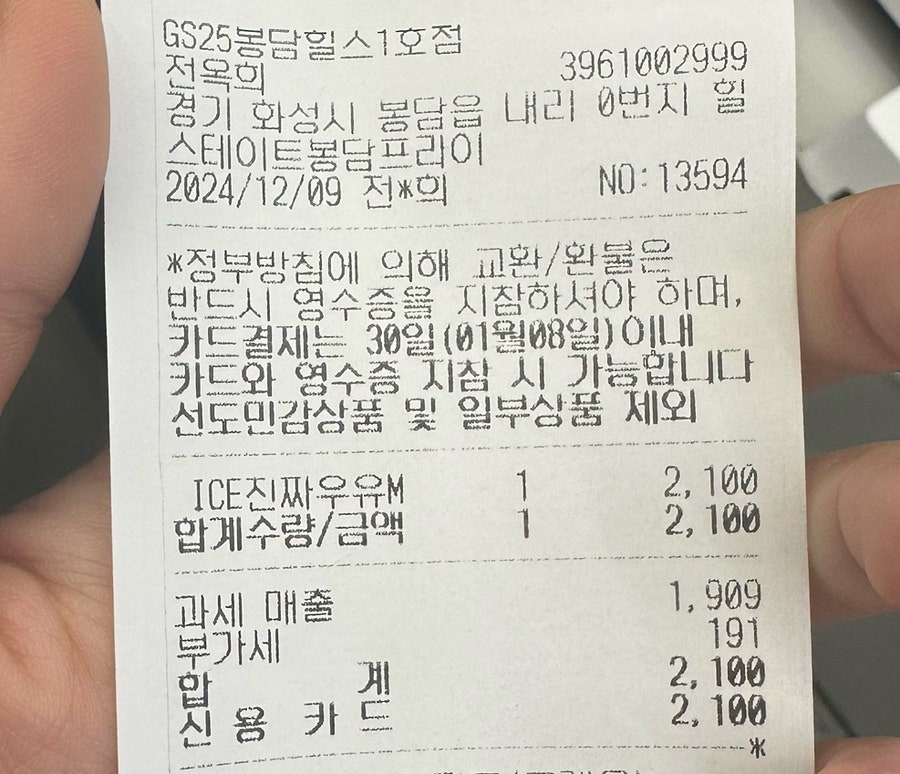 GS25봉담힐스1호점
전옥희 3961002999
경기 화성시 봉담읍 내리 0번지 힐
스테이트봉담프리이
2024/12/09 전*희 NO:13594
*정부방침에 의해 교환/환불은
반드시 영수증을 지참하셔야 하며,
카드결제는 30일(01월08일)이내
카드와 영수증 지참 시 가능합니다
선도민감상품 및 일부상품 제외
ICE진짜우유M 1 2,100
합계수량/금액 1 2,100
과세 매출 1,909
부가세 191
합 계 2,100
신 용 카 드 2,100
*